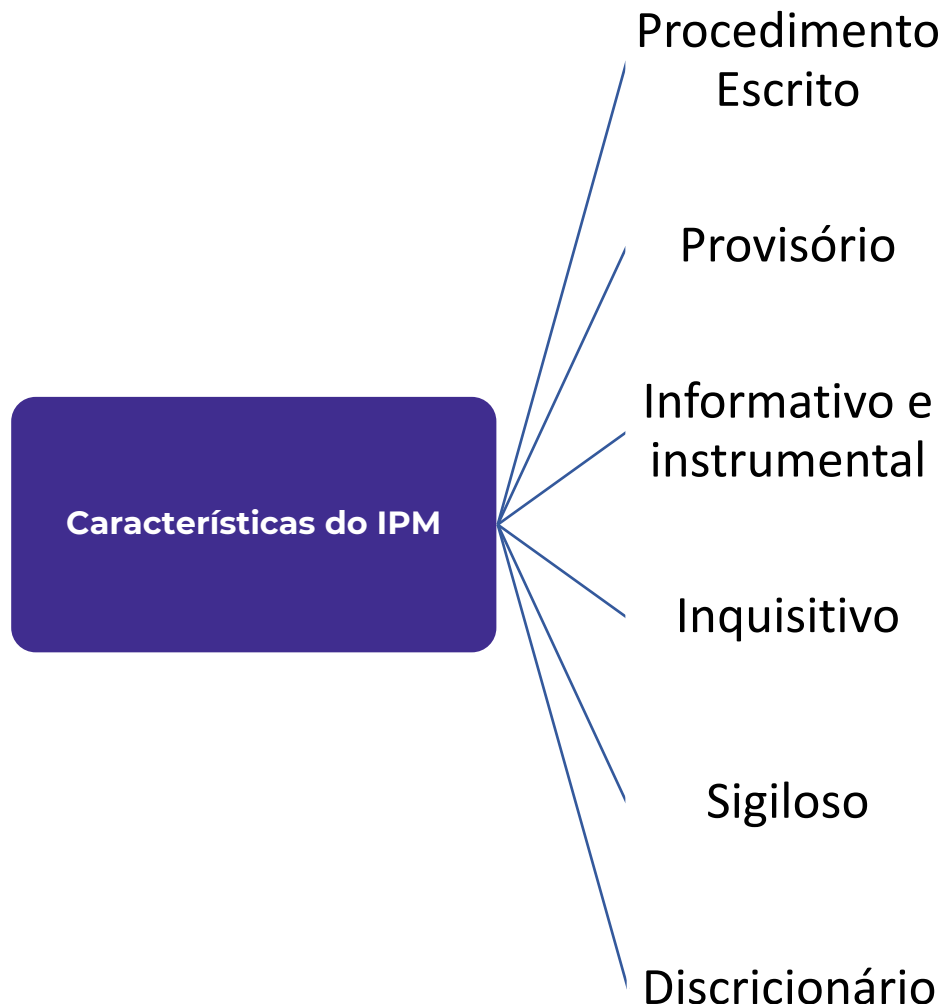 Procedimento
Escrito
Provisório
Informativo e
instrumental
Características do IPM
Inquisitivo
Sigiloso
Discricionário